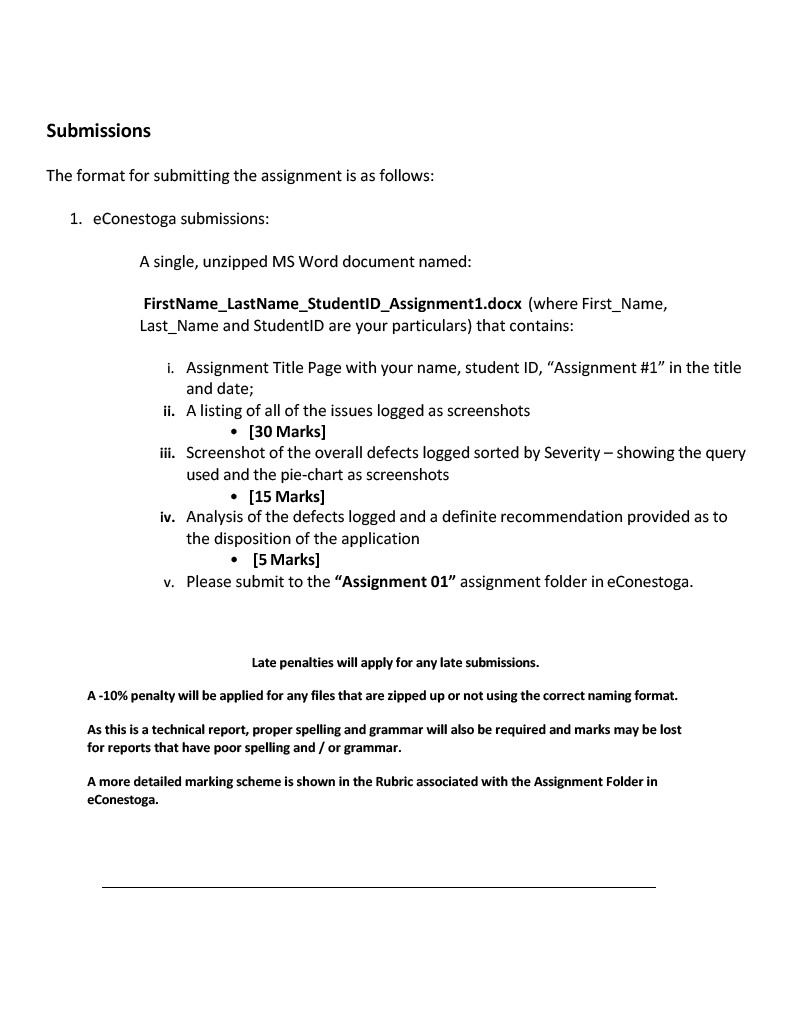 Submissions
The format for submitting the assignment is as follows:
1. eConestoga submissions:
A single, unzipped MS Word document named:
FirstName_LastName_StudentID_Assignment1.docx (where First_Name,
Last_Name and StudentID are your particulars) that contains:
i. Assignment Title Page with your name, student ID, “Assignment #1” in the title
and date;
ii. A listing of all of the issues logged as screenshots
• [30 Marks]
iii. Screenshot of the overall defects logged sorted by Severity – showing the query
used and the pie-chart as screenshots
• [15 Marks]
iv. Analysis of the defects logged and a definite recommendation provided as to
the disposition of the application
• [5 Marks]
v. Please submit to the “Assignment 01” assignment folder in eConestoga.
Late penalties will apply for any late submissions.
A -10% penalty will be applied for any files that are zipped up or not using the correct naming format.
As this is a technical report, proper spelling and grammar will also be required and marks may be lost
for reports that have poor spelling and / or grammar.
A more detailed marking scheme is shown in the Rubric associated with the Assignment Folder in
eConestoga.